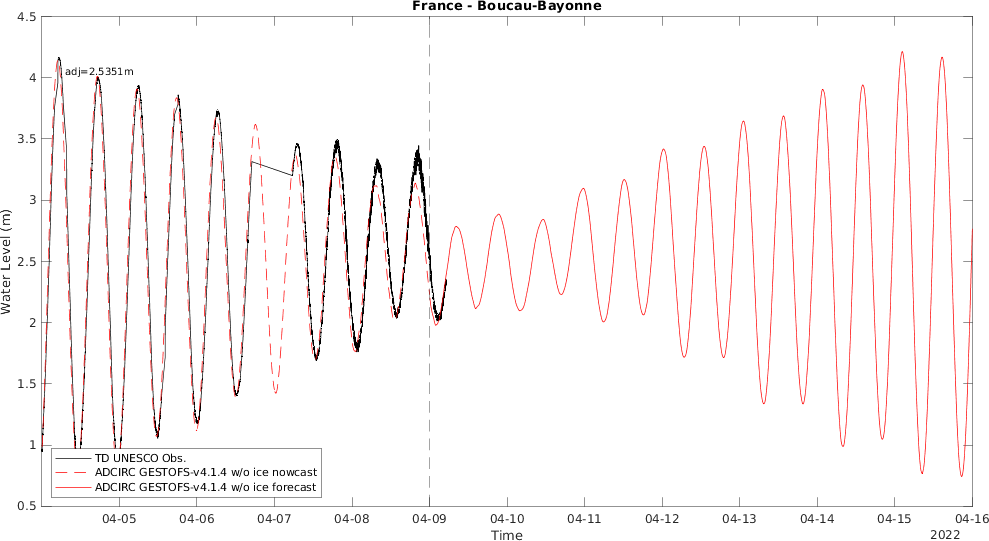 France - Boucau-Bayonne
4.5
4
3.5
3
2.5
2
1.5
1
0.5
Water Level (m)
adj=2.5351m
TD UNESCO Obs.
ADCIRC GESTOFS-v4.1.4 w/o ice nowcast
ADCIRC GESTOFS-v4.1.4 w/o ice forecast
04-05 04-06 04-07 04-08 04-09 04-10 04-11 04-12 04-13 04-14 04-15 04-16
Time
2022